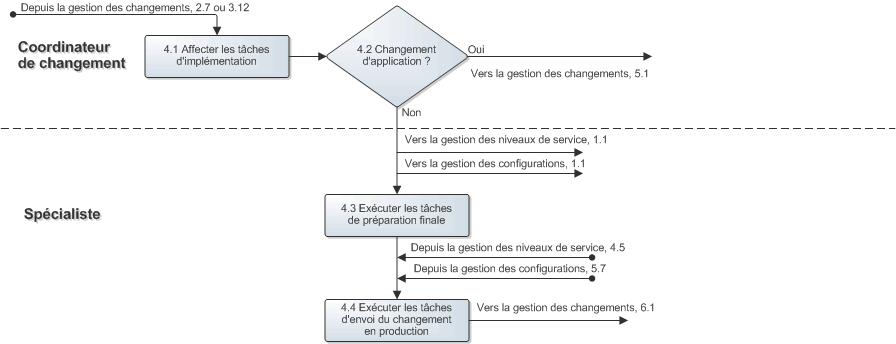 Depuis la gestion des changements, 2.7 ou 3.12
Coordinateur
de changement
4.1 Affecter les tâches
d'implémentation
4.2 Changement
d'application ?
Oui
Vers la gestion des changements, 5.1
Non
Vers la gestion des niveaux de service, 1.1
Vers la gestion des configurations, 1.1
Spécialiste
4.3 Exécuter les tâches
de préparation finale
Depuis la gestion des niveaux de service, 4.5
Depuis la gestion des configurations, 5.7
4.4 Exécuter les tâches
d'envoi du changement
en production
Vers la gestion des changements, 6.1